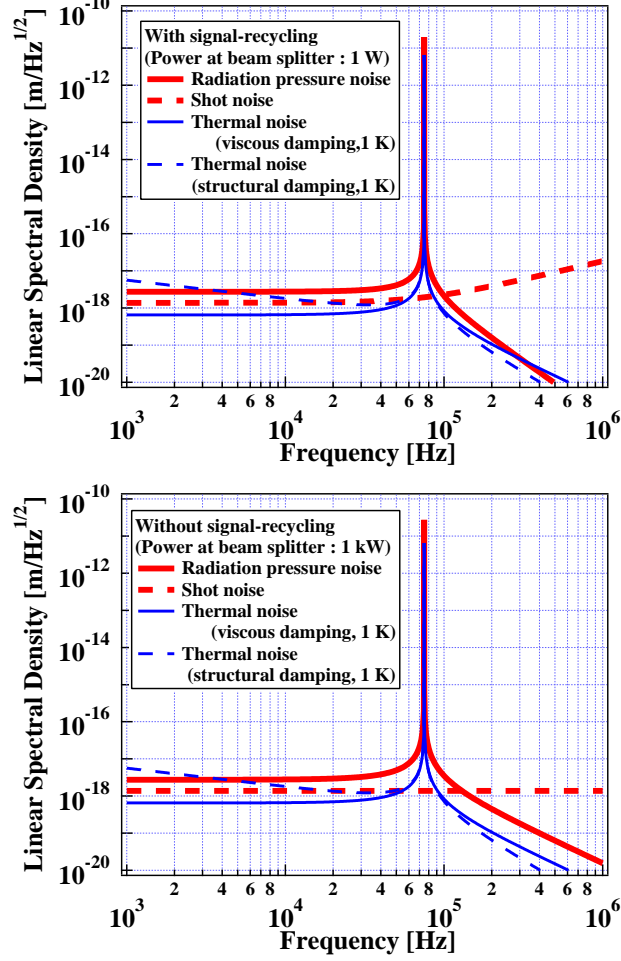 Linear Spectral Density [m/Hz^1/2]
10^-10
10^-12
10^-14
10^-16
10^-18
10^-20
With signal-recycling
(Power at beam splitter : 1 W)
Radiation pressure noise
Shot noise
Thermal noise
(viscous damping,1 K)
Thermal noise
(structural damping,1 K)
10^3 2 4 6 8 10^4 2 4 6 8 10^5 2 4 6 8 10^6
Frequency [Hz]
Linear Spectral Density [m/Hz^1/2]
10^-10
10^-12
10^-14
10^-16
10^-18
10^-20
Without signal-recycling
(Power at beam splitter : 1 kW)
Radiation pressure noise
Shot noise
Thermal noise
(viscous damping, 1 K)
Thermal noise
(structural damping, 1 K)
10^3 2 4 6 8 10^4 2 4 6 8 10^5 2 4 6 8 10^6
Frequency [Hz]